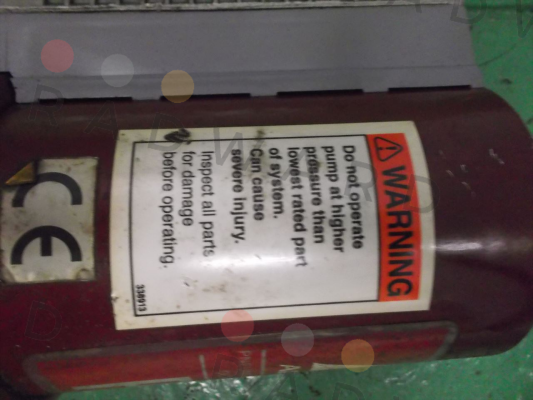 WARNING
Do not operate
pump at higher
pressure than
lowest rated part
of system.
Can cause
severe injury.
Inspect all parts
for damage
before operating.
338913
CE